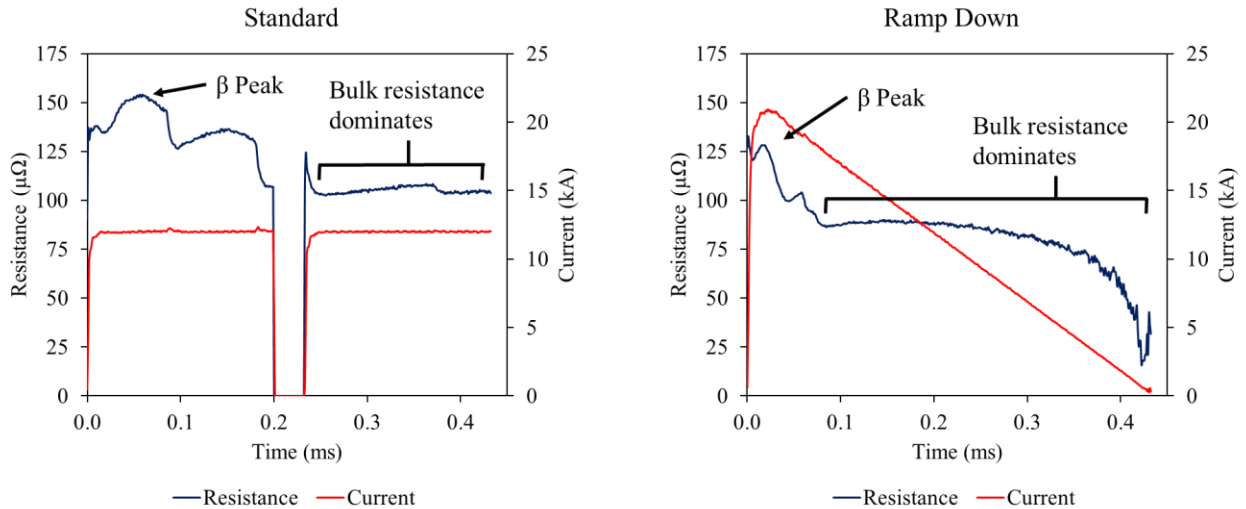 Standard
Resistance (μΩ)
175
150
125
100
75
50
25
0
β Peak
Bulk resistance
dominates
25
20
15
10
5
0
Current (kA)
0.0 0.1 0.2 0.3 0.4
Time (ms)
Resistance Current
Ramp Down
Resistance (μΩ)
175
150
125
100
75
50
25
0
β Peak
Bulk resistance
dominates
25
20
15
10
5
0
Current (kA)
0.0 0.1 0.2 0.3 0.4
Time (ms)
Resistance Current